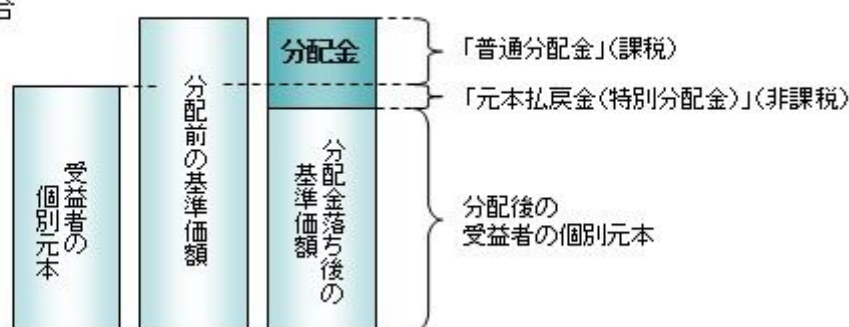 合
分配金
「普通分配金」(課税)
「元本払戻金(特別分配金)」(非課税)
受益者の
個別元本
分配前の基準価額
分配金落ち後の
基準価額
分配後の
受益者の個別元本